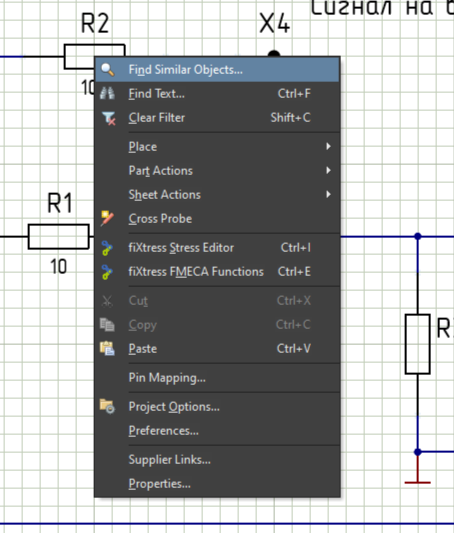 Сигнал на
R2
X4
10
Find Similar Objects...
Find Text... Ctrl+F
Clear Filter Shift+C
Place
Part Actions
Sheet Actions
Cross Probe
R1
10
fiXtress Stress Editor Ctrl+I
fiXtress FMECA Functions Ctrl+E
Cut Ctrl+X
Copy Ctrl+C
R
Paste Ctrl+V
Pin Mapping...
Project Options...
Preferences...
Supplier Links...
Properties...